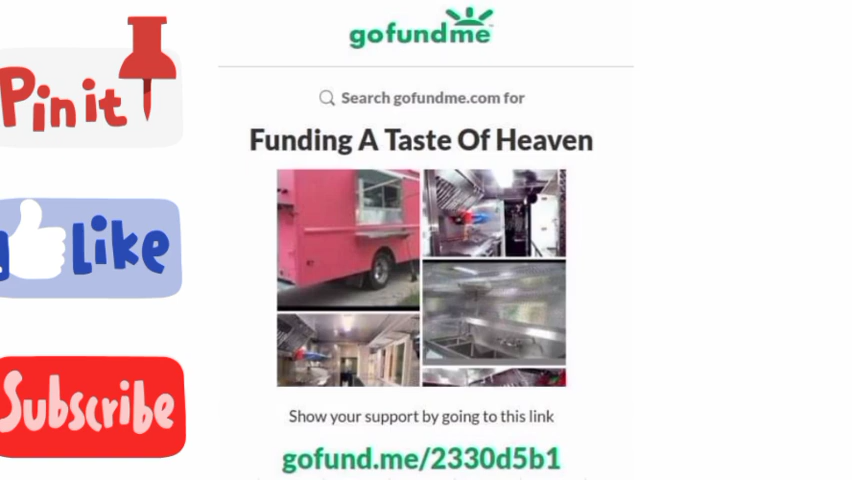 gofundme
Pin it
Search gofundme.com for
Funding A Taste Of Heaven
Like
Subscribe
Show your support by going to this link
gofund.me/2330d5b1